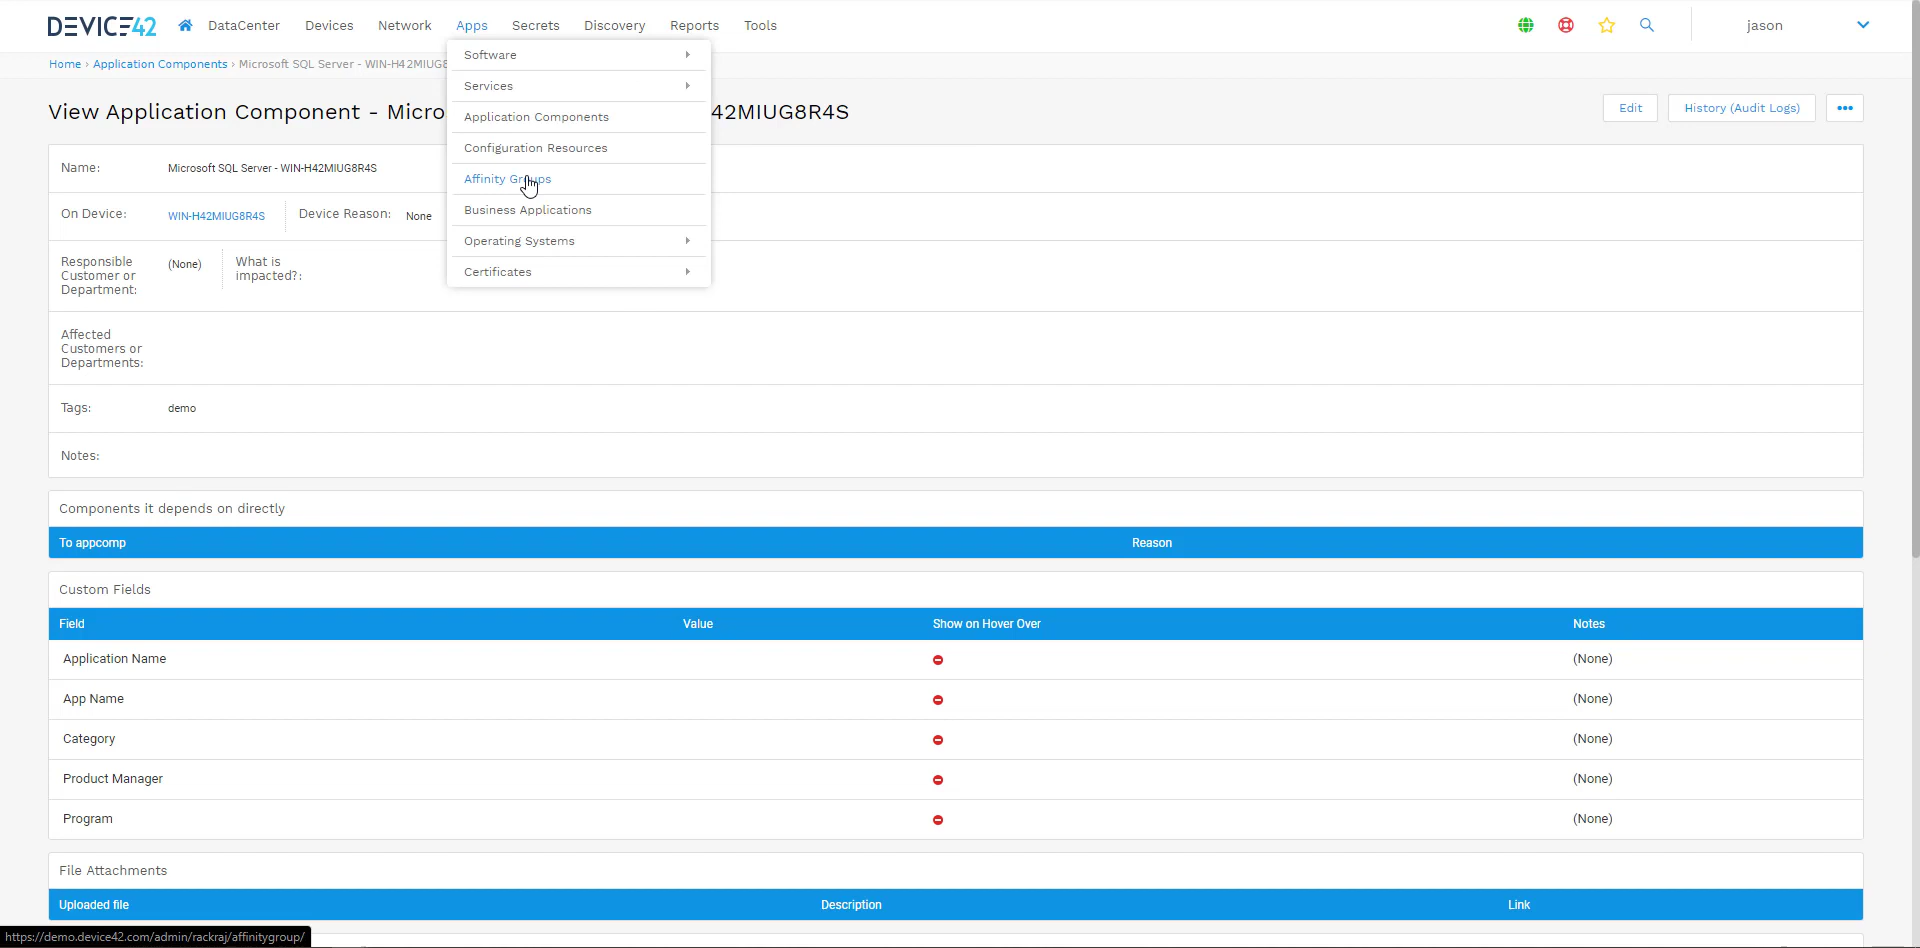 DEVICE42 DataCenter Devices Network Apps Secrets Discovery Reports Tools jason
Home › Application Components › Microsoft SQL Server - WIN-H42MIUG8
View Application Component - Micro 42MIUG8R4S
Edit History (Audit Logs) •••
Software
Services
Application Components
Configuration Resources
Affinity Groups
Business Applications
Operating Systems
Certificates
Name: Microsoft SQL Server - WIN-H42MIUG8R4S
On Device: WIN-H42MIUG8R4S Device Reason: None
Responsible
Customer or
Department:
(None)
What is
impacted?:
Affected
Customers or
Departments:
Tags: demo
Notes:
Components it depends on directly
To appcomp Reason
Custom Fields
Field Value Show on Hover Over Notes
Application Name (None)
App Name (None)
Category (None)
Product Manager (None)
Program (None)
File Attachments
Uploaded file Description Link
https://demo.device42.com/admin/rackraj/affinitygroup/